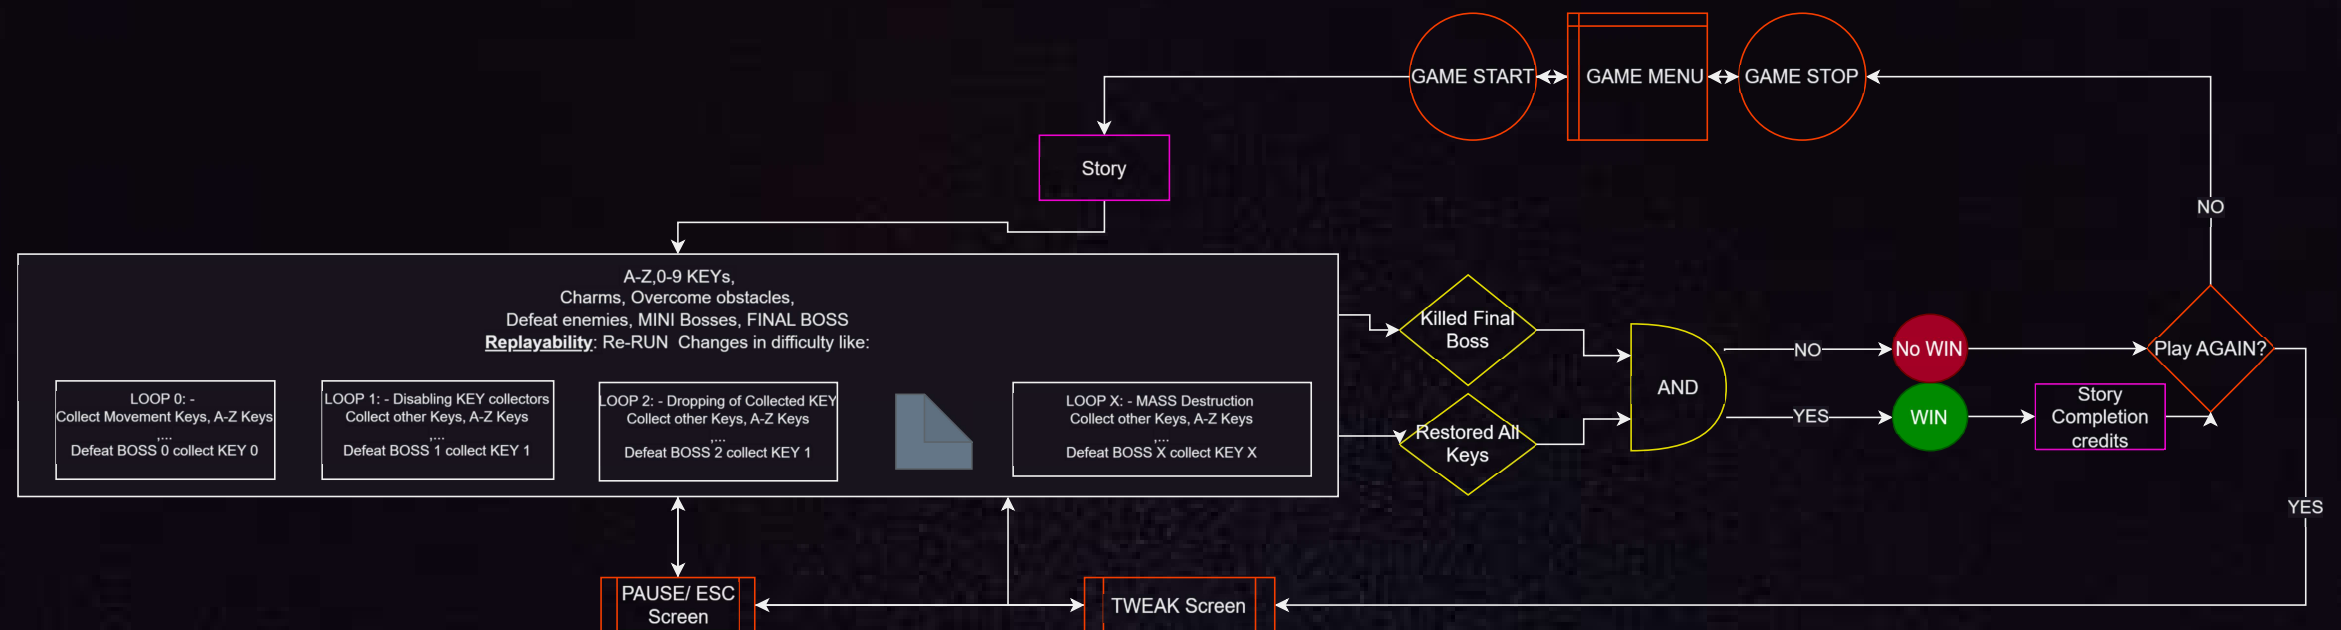 GAME START
GAME MENU
GAME STOP
Story
NO
A-Z,0-9 KEYs,
Charms, Overcome obstacles,
Defeat enemies, MINI Bosses, FINAL BOSS
Replayability: Re-RUN Changes in difficulty like:
LOOP 0: -
Collect Movement Keys, A-Z Keys
,...
Defeat BOSS 0 collect KEY 0
LOOP 1: - Disabling KEY collectors
Collect other Keys, A-Z Keys
,...
Defeat BOSS 1 collect KEY 1
LOOP 2: - Dropping of Collected KEY
Collect other Keys, A-Z Keys
,...
Defeat BOSS 2 collect KEY 1
LOOP X: - MASS Destruction
Collect other Keys, A-Z Keys
,...
Defeat BOSS X collect KEY X
Killed Final
Boss
Restored All
Keys
AND
NO
No WIN
YES
WIN
Story
Completion
credits
Play AGAIN?
YES
PAUSE/ ESC
Screen
TWEAK Screen